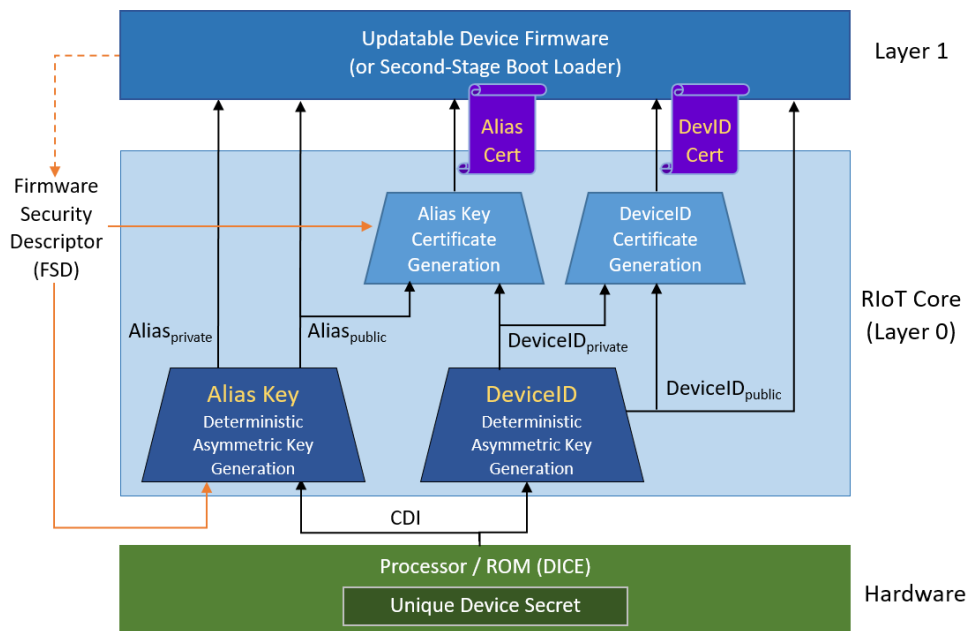 Updatable Device Firmware
(or Second-Stage Boot Loader)
Layer 1
Alias
Cert
DevID
Cert
Firmware
Security
Descriptor
(FSD)
Alias Key
Certificate
Generation
DeviceID
Certificate
Generation
RIoT Core
(Layer 0)
Aliasprivate
Aliaspublic
DeviceIDprivate
DeviceIDpublic
Alias Key
Deterministic
Asymmetric Key
Generation
DeviceID
Deterministic
Asymmetric Key
Generation
CDI
Processor / ROM (DICE)
Unique Device Secret
Hardware